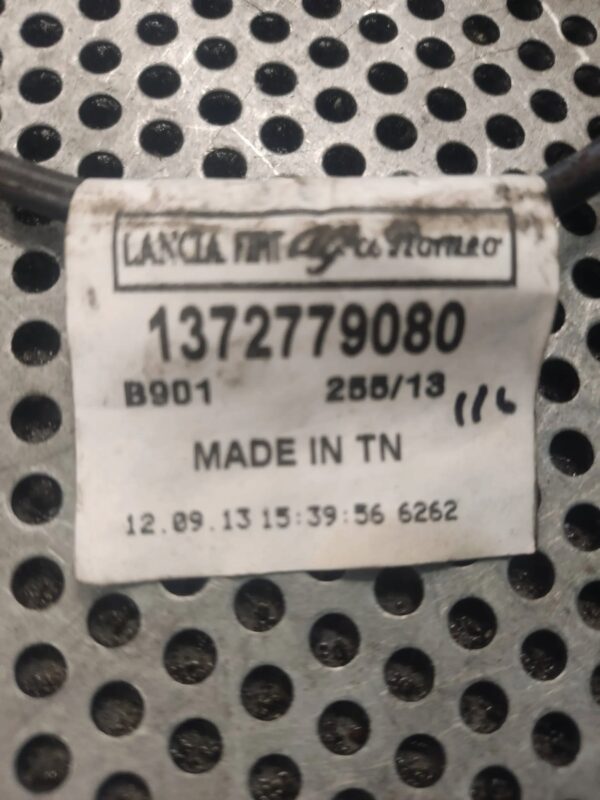 LANCIA FIAT Alfa Romeo
1372779080
B901 255/13
MADE IN TN
12.09.13 15:39:56 6262